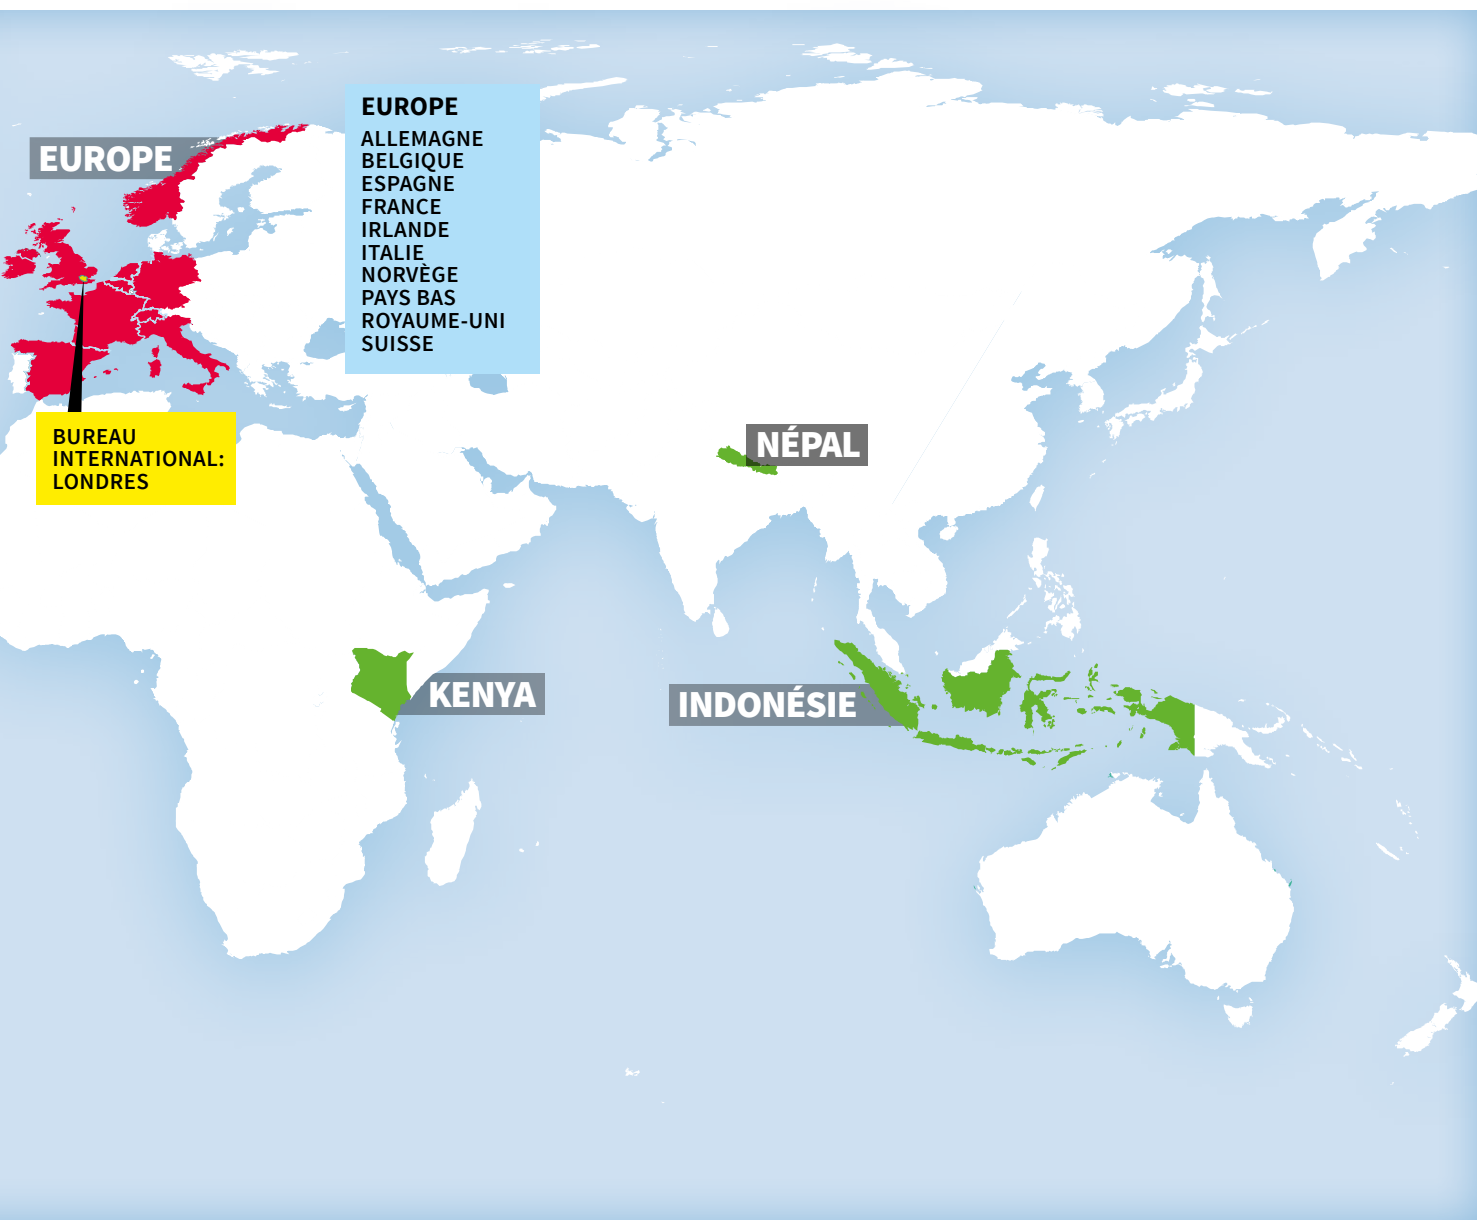 EUROPE
EUROPE
ALLEMAGNE
BELGIQUE
ESPAGNE
FRANCE
IRLANDE
ITALIE
NORVÈGE
PAYS BAS
ROYAUME-UNI
SUISSE
BUREAU
INTERNATIONAL:
LONDRES
NÉPAL
KENYA
INDONÉSIE